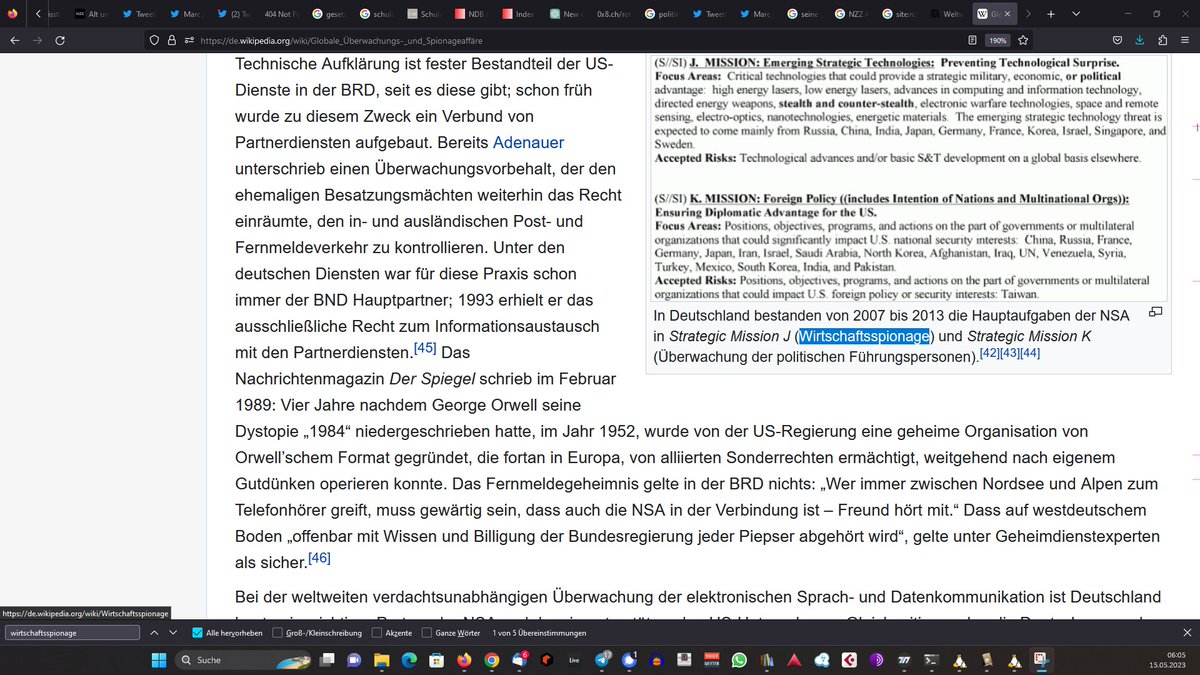 Tweet
Marc
(2) Tw
404 Not Fo
geset
schul
Schul
NDB
Index
New c
0x8.ch/rot
politi
Tweet
Marc
seine
NZZ A
site:n
Weltw
https://de.wikipedia.org/wiki/Globale_Überwachungs-_und_Spionageaffäre
190%
Technische Aufklärung ist fester Bestandteil der US-
Dienste in der BRD, seit es diese gibt; schon früh
wurde zu diesem Zweck ein Verbund von
Partnerdiensten aufgebaut. Bereits Adenauer
unterschrieb einen Überwachungsvorbehalt, der den
ehemaligen Besatzungsmächten weiterhin das Recht
einräumte, den in- und ausländischen Post- und
Fernmeldeverkehr zu kontrollieren. Unter den
deutschen Diensten war für diese Praxis schon
immer der BND Hauptpartner; 1993 erhielt er das
ausschließliche Recht zum Informationsaustausch
mit den Partnerdiensten.[45] Das
Nachrichtenmagazin Der Spiegel schrieb im Februar
1989: Vier Jahre nachdem George Orwell seine
Dystopie „1984“ niedergeschrieben hatte, im Jahr 1952, wurde von der US-Regierung eine geheime Organisation von
Orwell’schem Format gegründet, die fortan in Europa, von alliierten Sonderrechten ermächtigt, weitgehend nach eigenem
Gutdünken operieren konnte. Das Fernmeldegeheimnis gelte in der BRD nichts: „Wer immer zwischen Nordsee und Alpen zum
Telefonhörer greift, muss gewärtig sein, dass auch die NSA in der Verbindung ist – Freund hört mit.“ Dass auf westdeutschem
Boden „offenbar mit Wissen und Billigung der Bundesregierung jeder Piepser abgehört wird“, gelte unter Geheimdienstexperten
als sicher.[46]
Bei der weltweiten verdachtsunabhängigen Überwachung der elektronischen Sprach- und Datenkommunikation ist Deutschland
(S//SI) J. MISSION: Emerging Strategic Technologies: Preventing Technological Surprise.
Focus Areas: Critical technologies that could provide a strategic military, economic, or political
advantage: high energy lasers, low energy lasers, advances in computing and information technology,
directed energy weapons, stealth and counter-stealth, electronic warfare technologies, space and remote
sensing, electro-optics, nanotechnologies, energetic materials. The emerging strategic technology threat is
expected to come mainly from Russia, China, India, Japan, Germany, France, Korea, Israel, Singapore, and
Sweden.
Accepted Risks: Technological advances and/or basic S&T development on a global basis elsewhere.
(S//SI) K. MISSION: Foreign Policy ((includes Intention of Nations and Multinational Orgs)):
Ensuring Diplomatic Advantage for the US.
Focus Areas: Positions, objectives, programs, and actions on the part of governments or multilateral
organizations that could significantly impact U.S. national security interests: China, Russia, France,
Germany, Japan, Iran, Israel, Saudi Arabia, North Korea, Afghanistan, Iraq, UN, Venezuela, Syria,
Turkey, Mexico, South Korea, India, and Pakistan.
Accepted Risks: Positions, objectives, programs, and actions on the part of governments or multilateral
organizations that could impact U.S. foreign policy or security interests: Taiwan.
In Deutschland bestanden von 2007 bis 2013 die Hauptaufgaben der NSA
in Strategic Mission J (Wirtschaftsspionage) und Strategic Mission K
(Überwachung der politischen Führungspersonen).[42][43][44]
https://de.wikipedia.org/wiki/Wirtschaftsspionage
wirtschaftsspionage
Alle hervorheben
Groß-/Kleinschreibung
Akzente
Ganze Wörter
1 von 5 Übereinstimmungen
Suche
Live
06:05
15.05.2023